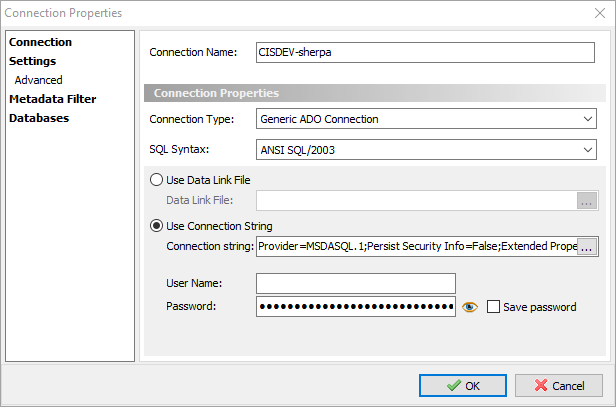 Connection Properties
Connection
Settings
Advanced
Metadata Filter
Databases
Connection Name: CISDEV-sherpa
Connection Properties
Connection Type: Generic ADO Connection
SQL Syntax: ANSI SQL/2003
Use Data Link File
Data Link File: ...
Use Connection String
Connection string: Provider=MSDASQL.1;Persist Security Info=False;Extended Prope ...
User Name:
Password: Save password
OK Cancel